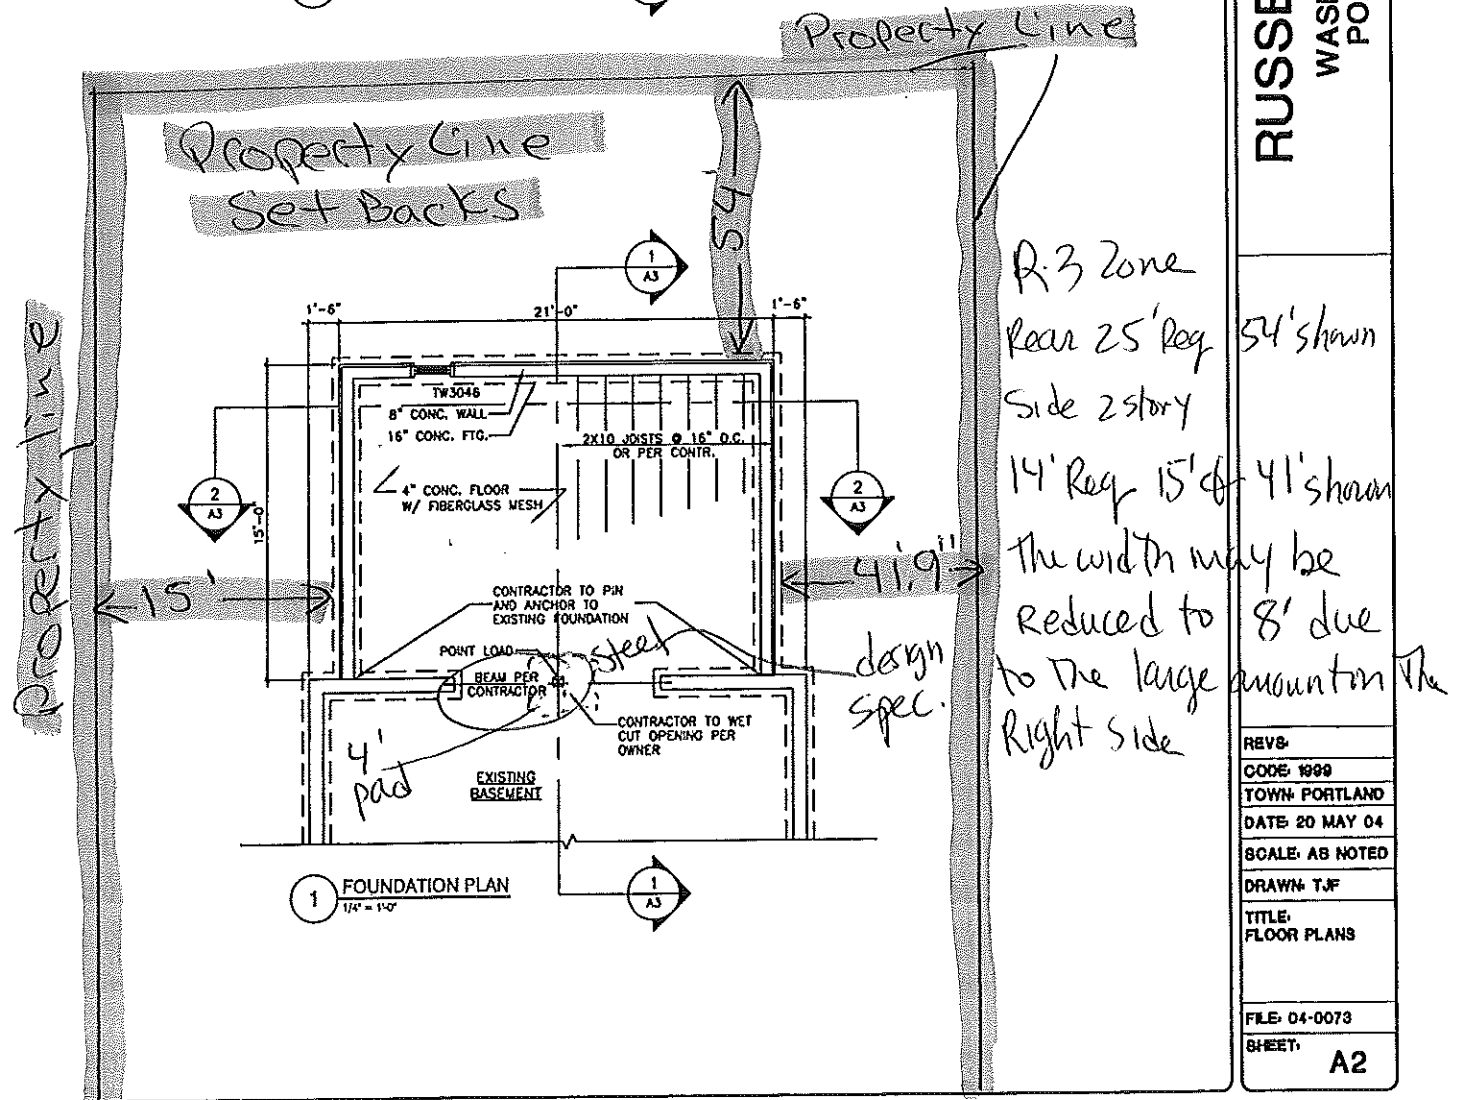 Property Line
Property Line
Set Backs
54'
property line
15'
41'.9"
1
A3
1'-6"
21'-0"
1'-6"
TW3046
8" CONC. WALL
16" CONC. FTG.
2X10 JOISTS @ 16" O.C.
OR PER CONTR.
2
A3
2
A3
15'-0"
4" CONC. FLOOR
W/ FIBERGLASS MESH
CONTRACTOR TO PIN
AND ANCHOR TO
EXISTING FOUNDATION
POINT LOAD
BEAM PER
CONTRACTOR
steel
design
spec.
CONTRACTOR TO WET
CUT OPENING PER
OWNER
4'
pad
EXISTING
BASEMENT
1
FOUNDATION PLAN
1/4" = 1'-0"
1
A3
R.3 Zone
Rear 25' Req 54' shown
Side 2 story
14' Req 15' & 41' shown
The width may be
Reduced to 8' due
to The large amount on The
Right Side
RUSSE
WASH
PO
REVS:
CODE: 1999
TOWN: PORTLAND
DATE: 20 MAY 04
SCALE: AS NOTED
DRAWN: TJF
TITLE:
FLOOR PLANS
FILE: 04-0073
SHEET:
A2